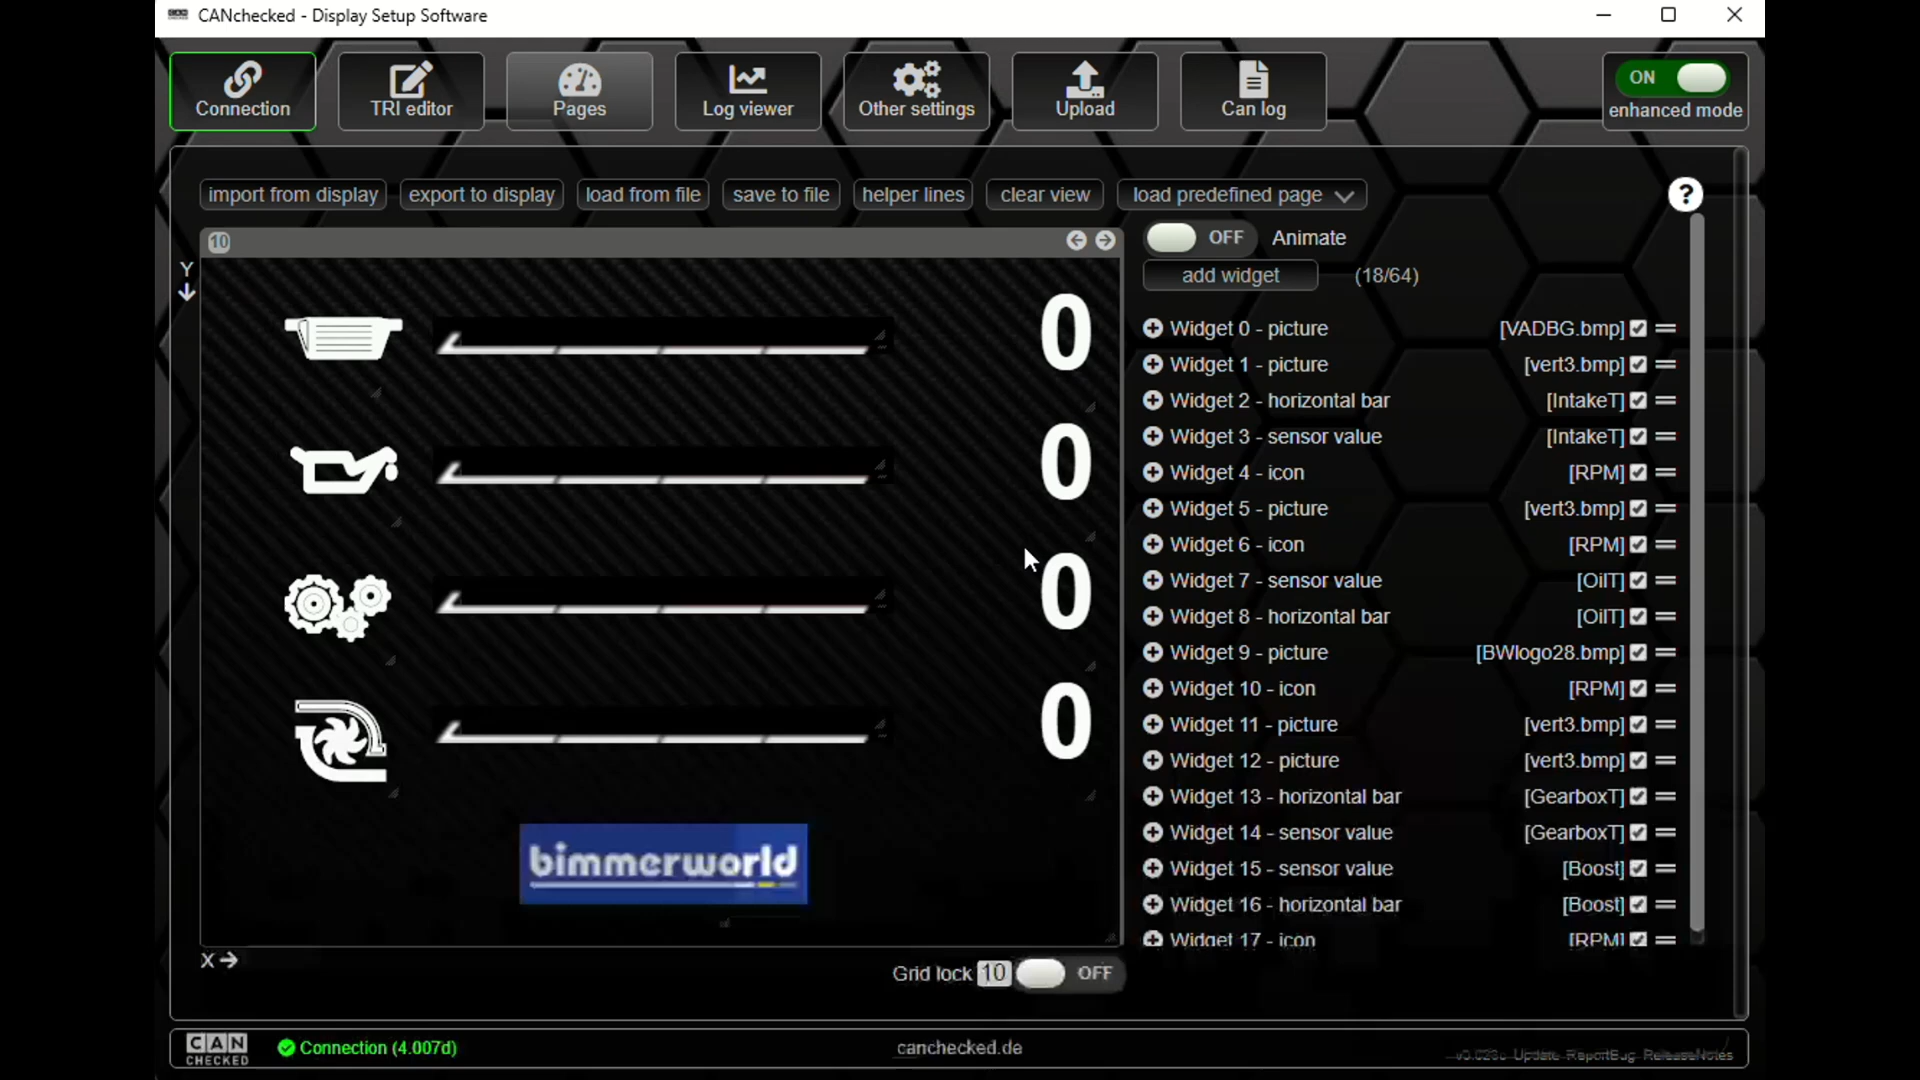 CANchecked - Display Setup Software
Connection
TRI editor
Pages
Log viewer
Other settings
Upload
Can log
ON
enhanced mode
import from display
export to display
load from file
save to file
helper lines
clear view
load predefined page
?
10
Y
OFF Animate
add widget (18/64)
0
0
0
0
bimmerworld
Widget 0 - picture [VADBG.bmp]
Widget 1 - picture [vert3.bmp]
Widget 2 - horizontal bar [IntakeT]
Widget 3 - sensor value [IntakeT]
Widget 4 - icon [RPM]
Widget 5 - picture [vert3.bmp]
Widget 6 - icon [RPM]
Widget 7 - sensor value [OilT]
Widget 8 - horizontal bar [OilT]
Widget 9 - picture [BWlogo28.bmp]
Widget 10 - icon [RPM]
Widget 11 - picture [vert3.bmp]
Widget 12 - picture [vert3.bmp]
Widget 13 - horizontal bar [GearboxT]
Widget 14 - sensor value [GearboxT]
Widget 15 - sensor value [Boost]
Widget 16 - horizontal bar [Boost]
Widget 17 - icon [RPM]
X
Grid lock 10 OFF
CAN
CHECKED
Connection (4.007d)
canchecked.de
Update ReportBug ReleaseNotes